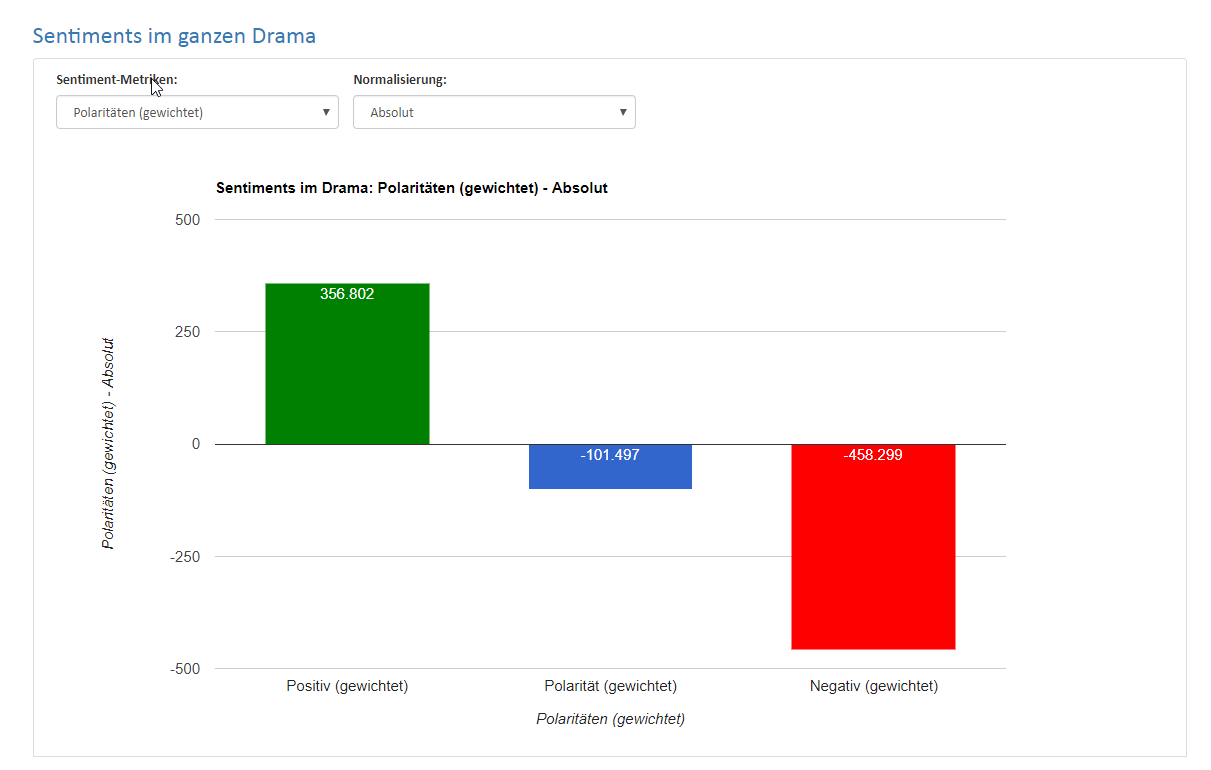 Sentiments im ganzen Drama
Sentiment-Metriken: Normalisierung:
Polaritäten (gewichtet) Absolut
Sentiments im Drama: Polaritäten (gewichtet) - Absolut
500
356.802
250
Polaritäten (gewichtet) - Absolut
0
-101.497 -458.299
-250
-500
Positiv (gewichtet) Polarität (gewichtet) Negativ (gewichtet)
Polaritäten (gewichtet)